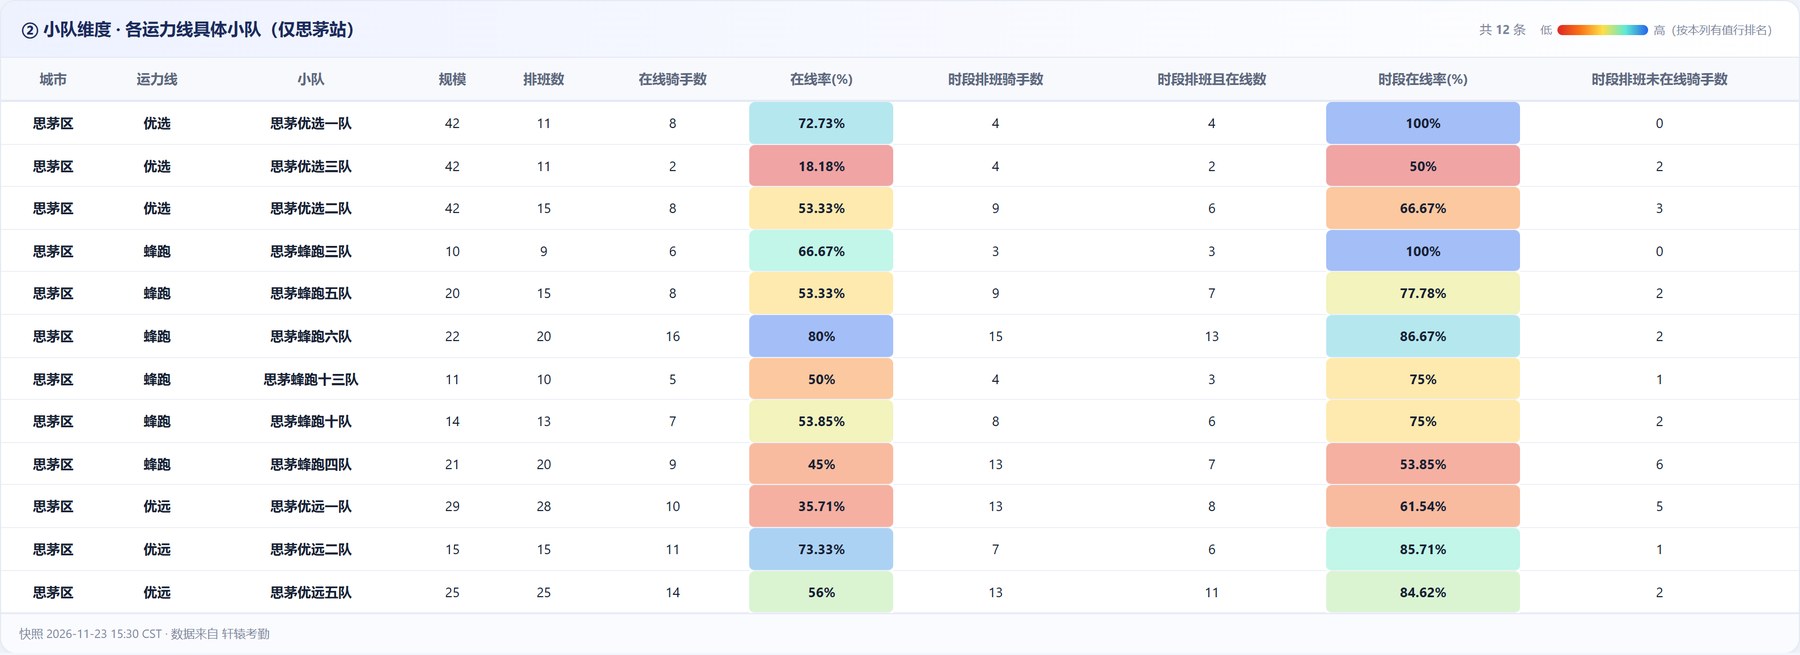 ② 小队维度 · 各运力线具体小队（仅思茅站）
共 12 条 低 高 (按本列有值行排名)
城市 运力线 小队 规模 排班数 在线骑手数 在线率(%) 时段排班骑手数 时段排班且在线数 时段在线率(%) 时段排班未在线骑手数
思茅区 优选 思茅优选一队 42 11 8 72.73% 4 4 100% 0
思茅区 优选 思茅优选三队 42 11 2 18.18% 4 2 50% 2
思茅区 优选 思茅优选二队 42 15 8 53.33% 9 6 66.67% 3
思茅区 蜂跑 思茅蜂跑三队 10 9 6 66.67% 3 3 100% 0
思茅区 蜂跑 思茅蜂跑五队 20 15 8 53.33% 9 7 77.78% 2
思茅区 蜂跑 思茅蜂跑六队 22 20 16 80% 15 13 86.67% 2
思茅区 蜂跑 思茅蜂跑十三队 11 10 5 50% 4 3 75% 1
思茅区 蜂跑 思茅蜂跑十队 14 13 7 53.85% 8 6 75% 2
思茅区 蜂跑 思茅蜂跑四队 21 20 9 45% 13 7 53.85% 6
思茅区 优远 思茅优远一队 29 28 10 35.71% 13 8 61.54% 5
思茅区 优远 思茅优远二队 15 15 11 73.33% 7 6 85.71% 1
思茅区 优远 思茅优远五队 25 25 14 56% 13 11 84.62% 2
快照 2026-11-23 15:30 CST · 数据来自 轩辕考勤